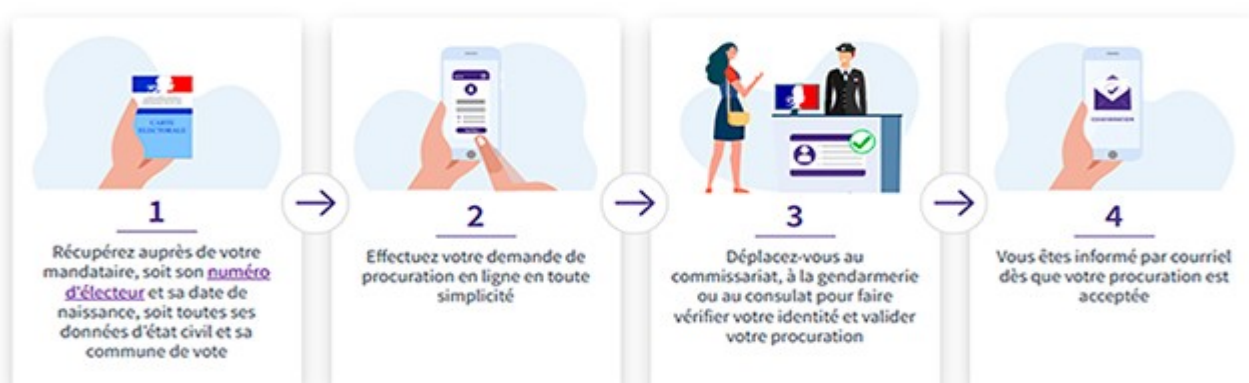 CARTE
ÉLECTORALE
1
Récupérez auprès de votre
mandataire, soit son numéro
d'électeur et sa date de
naissance, soit toutes ses
données d'état civil et sa
commune de vote
2
Effectuez votre demande de
procuration en ligne en toute
simplicité
3
Déplacez-vous au
commissariat, à la gendarmerie
ou au consulat pour faire
vérifier votre identité et valider
votre procuration
CONFIRMATION
4
Vous êtes informé par courriel
dès que votre procuration est
acceptée